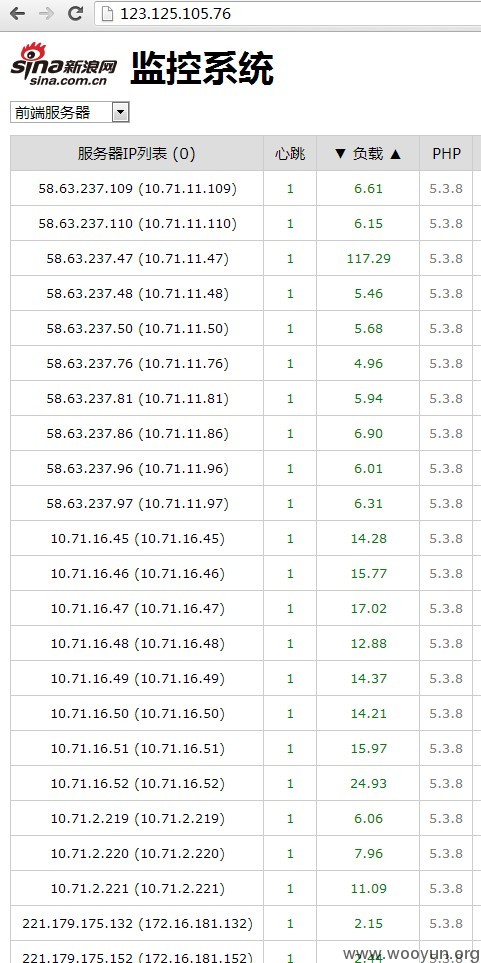 123.125.105.76
sina新浪网
sina.com.cn
监控系统
前端服务器
服务器IP列表 (0) 心跳 ▼ 负载 ▲ PHP
58.63.237.109 (10.71.11.109) 1 6.61 5.3.8
58.63.237.110 (10.71.11.110) 1 6.15 5.3.8
58.63.237.47 (10.71.11.47) 1 117.29 5.3.8
58.63.237.48 (10.71.11.48) 1 5.46 5.3.8
58.63.237.50 (10.71.11.50) 1 5.68 5.3.8
58.63.237.76 (10.71.11.76) 1 4.96 5.3.8
58.63.237.81 (10.71.11.81) 1 5.94 5.3.8
58.63.237.86 (10.71.11.86) 1 6.90 5.3.8
58.63.237.96 (10.71.11.96) 1 6.01 5.3.8
58.63.237.97 (10.71.11.97) 1 6.31 5.3.8
10.71.16.45 (10.71.16.45) 1 14.28 5.3.8
10.71.16.46 (10.71.16.46) 1 15.77 5.3.8
10.71.16.47 (10.71.16.47) 1 17.02 5.3.8
10.71.16.48 (10.71.16.48) 1 12.88 5.3.8
10.71.16.49 (10.71.16.49) 1 14.37 5.3.8
10.71.16.50 (10.71.16.50) 1 14.21 5.3.8
10.71.16.51 (10.71.16.51) 1 15.97 5.3.8
10.71.16.52 (10.71.16.52) 1 24.93 5.3.8
10.71.2.219 (10.71.2.219) 1 6.06 5.3.8
10.71.2.220 (10.71.2.220) 1 7.96 5.3.8
10.71.2.221 (10.71.2.221) 1 11.09 5.3.8
221.179.175.132 (172.16.181.132) 1 2.15 5.3.8
221.179.175.152 (172.16.181.152) 1 2.44 5.3.8
www.wooyun.org